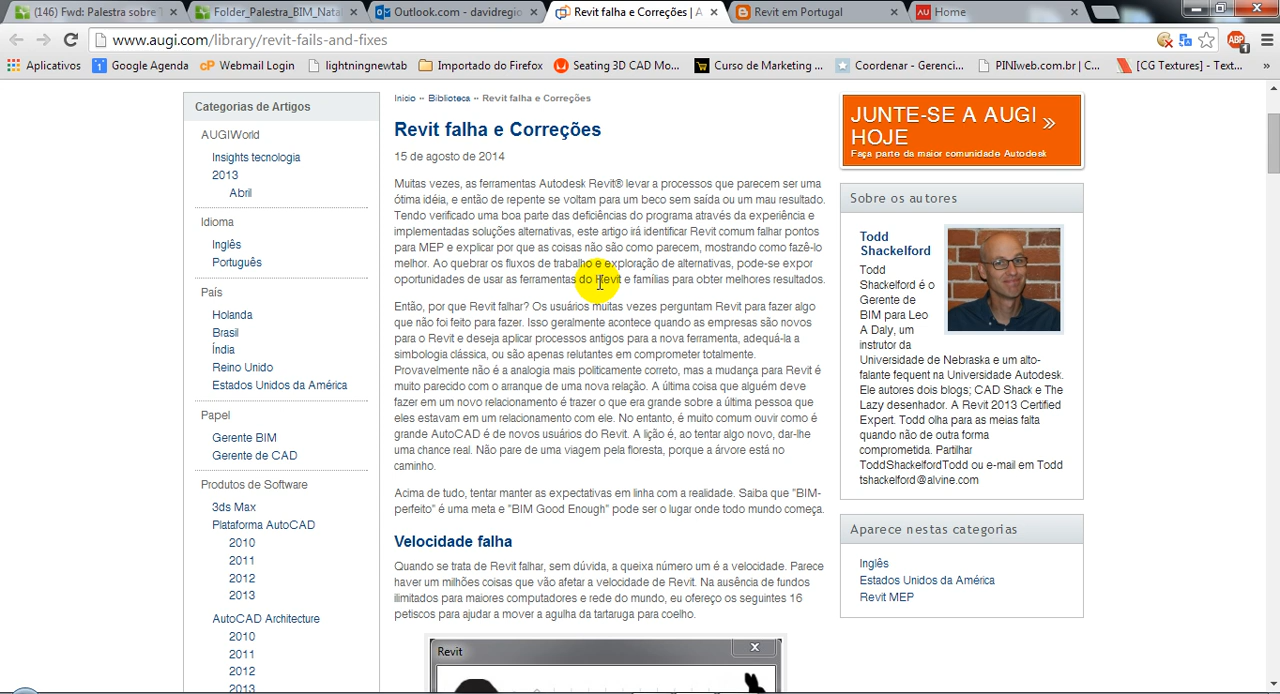 (146) Fwd: Palestra sobre T
Folder_Palestra_BIM_Nata
Outlook.com - davidregio
Revit falha e Correções | A
Revit em Portugal
Home
www.augi.com/library/revit-fails-and-fixes
Aplicativos
Google Agenda
Webmail Login
lightningnewtab
Importado do Firefox
Seating 3D CAD Mo...
Curso de Marketing ...
Coordenar - Gerenci...
PINIweb.com.br | C...
[CG Textures] - Text...
Categorias de Artigos
AUGIWorld
Insights tecnologia
2013
Abril
Idioma
Inglês
Português
País
Holanda
Brasil
Índia
Reino Unido
Estados Unidos da América
Papel
Gerente BIM
Gerente de CAD
Produtos de Software
3ds Max
Plataforma AutoCAD
2010
2011
2012
2013
AutoCAD Architecture
2010
2011
2012
2013
Início » Biblioteca » Revit falha e Correções
Revit falha e Correções
15 de agosto de 2014
Muitas vezes, as ferramentas Autodesk Revit® levar a processos que parecem ser uma
ótima idéia, e então de repente se voltam para um beco sem saída ou um mau resultado.
Tendo verificado uma boa parte das deficiências do programa através da experiência e
implementadas soluções alternativas, este artigo irá identificar Revit comum falhar pontos
para MEP e explicar por que as coisas não são como parecem, mostrando como fazê-lo
melhor. Ao quebrar os fluxos de trabalho e exploração de alternativas, pode-se expor
oportunidades de usar as ferramentas do Revit e famílias para obter melhores resultados.
Então, por que Revit falhar? Os usuários muitas vezes perguntam Revit para fazer algo
que não foi feito para fazer. Isso geralmente acontece quando as empresas são novos
para o Revit e deseja aplicar processos antigos para a nova ferramenta, adequá-la a
simbologia clássica, ou são apenas relutantes em comprometer totalmente.
Provavelmente não é a analogia mais politicamente correto, mas a mudança para Revit é
muito parecido com o arranque de uma nova relação. A última coisa que alguém deve
fazer em um novo relacionamento é trazer o que era grande sobre a última pessoa que
eles estavam em um relacionamento com ele. No entanto, é muito comum ouvir como é
grande AutoCAD é de novos usuários do Revit. A lição é, ao tentar algo novo, dar-lhe
uma chance real. Não pare de uma viagem pela floresta, porque a árvore está no
caminho.
Acima de tudo, tentar manter as expectativas em linha com a realidade. Saiba que "BIM-
perfeito" é uma meta e "BIM Good Enough" pode ser o lugar onde todo mundo começa.
Velocidade falha
Quando se trata de Revit falhar, sem dúvida, a queixa número um é a velocidade. Parece
haver um milhões coisas que vão afetar a velocidade de Revit. Na ausência de fundos
ilimitados para maiores computadores e rede do mundo, eu ofereço os seguintes 16
petiscos para ajudar a mover a agulha da tartaruga para coelho.
Revit
JUNTE-SE A AUGI
HOJE
»
Faça parte da maior comunidade Autodesk
Sobre os autores
Todd
Shackelford
Todd
Shackelford é o
Gerente de
BIM para Leo
A Daly, um
instrutor da
Universidade de Nebraska e um alto-
falante fequent na Universidade Autodesk.
Ele autores dois blogs; CAD Shack e The
Lazy desenhador. A Revit 2013 Certified
Expert. Todd olha para as meias falta
quando não de outra forma
comprometida. Partilhar
ToddShackelfordTodd ou e-mail em Todd
tshackelford@alvine.com
Aparece nestas categorias
Inglês
Estados Unidos da América
Revit MEP